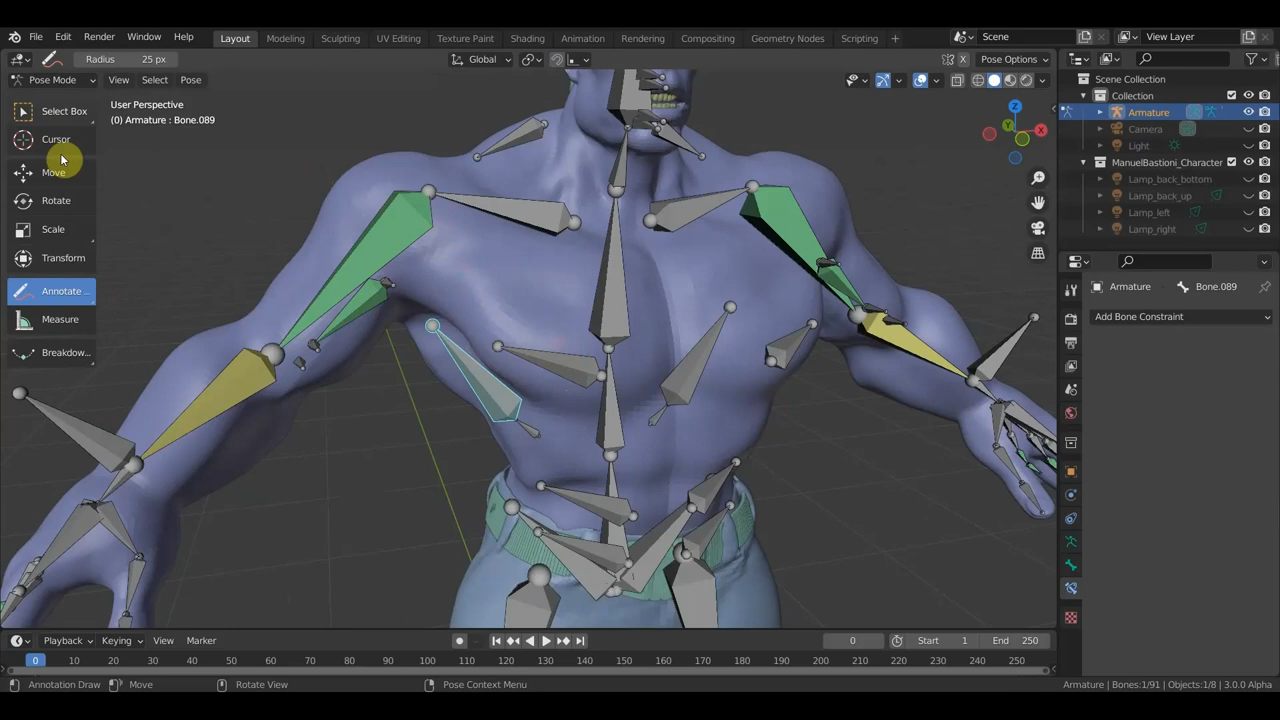 File Edit Render Window Help Layout Modeling Sculpting UV Editing Texture Paint Shading Animation Rendering Compositing Geometry Nodes Scripting + Scene View Layer
Radius 25 px Global X Pose Options
Pose Mode View Select Pose
User Perspective
(0) Armature : Bone.089
Select Box
Cursor
Move
Rotate
Scale
Transform
Annotate ...
Measure
Breakdow...
Z
Y
X
Scene Collection
Collection
Armature
Camera
Light
ManuelBastioni_Character
Lamp_back_bottom
Lamp_back_up
Lamp_left
Lamp_right
Armature Bone.089
Add Bone Constraint
Playback Keying View Marker 0 Start 1 End 250
0 10 20 30 40 50 60 70 80 90 100 110 120 130 140 150 160 170 180 190 200 210 220 230 240 250
Annotation Draw Move Rotate View Pose Context Menu Armature | Bones:1/91 | Objects:1/8 | 3.0.0 Alpha